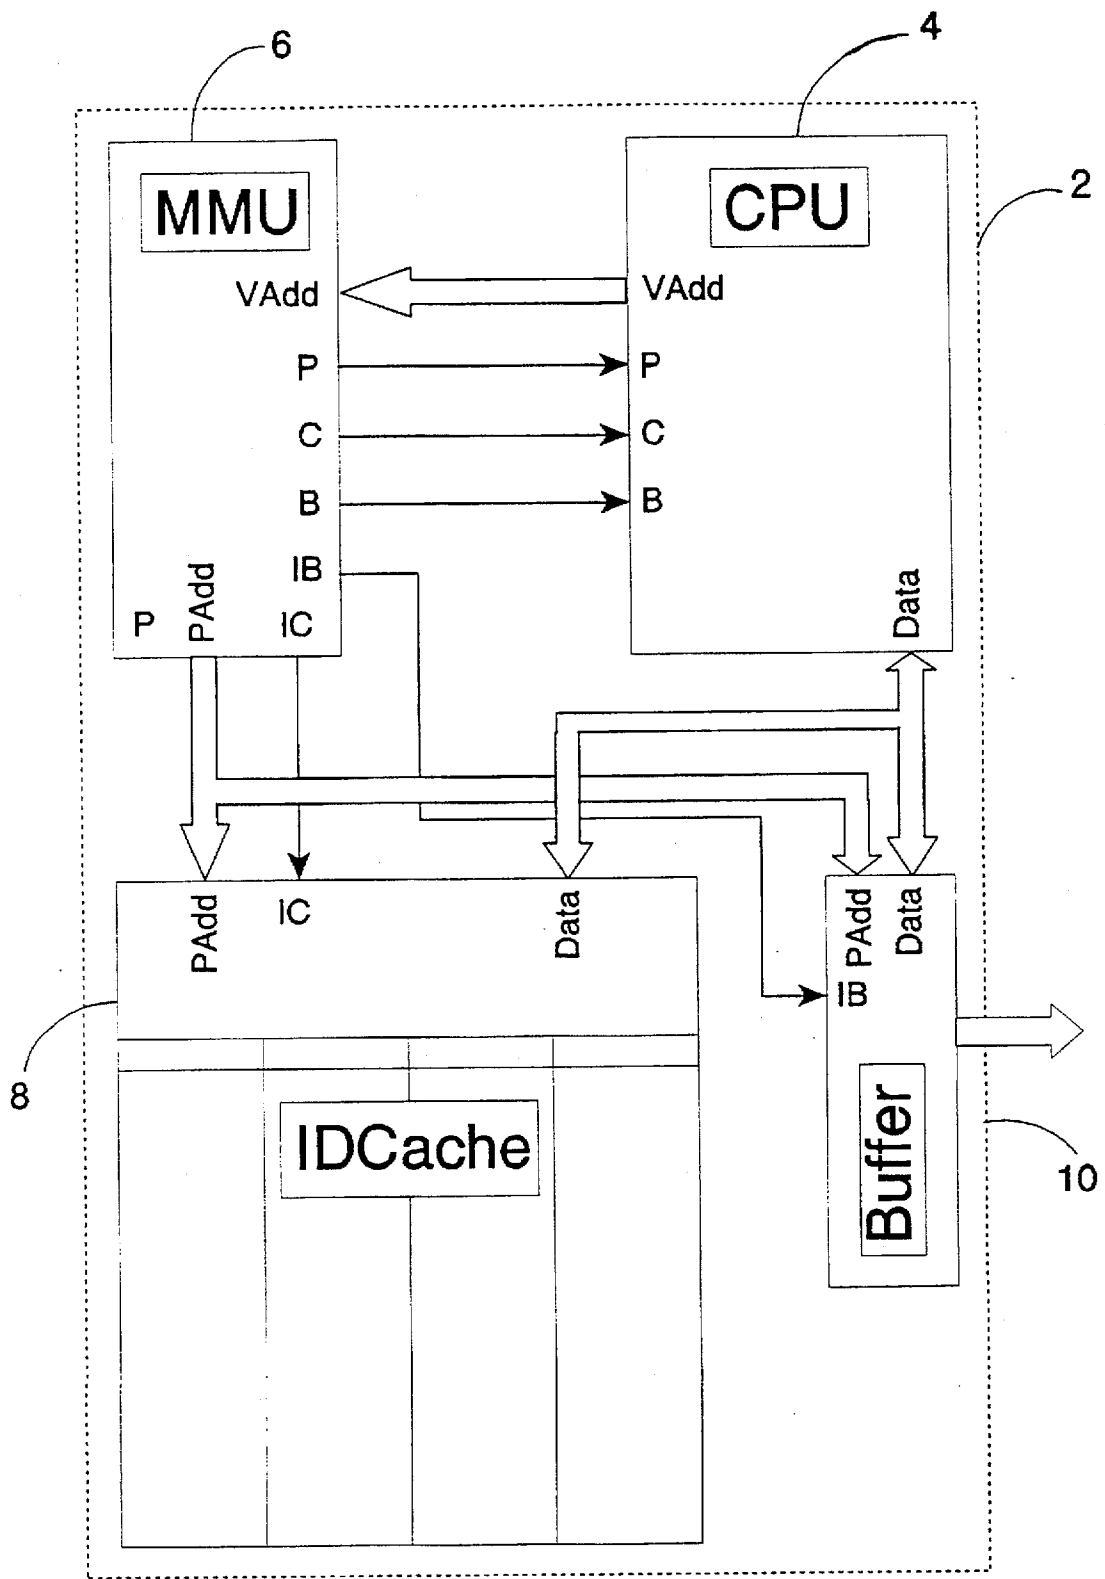 6
4
MMU
CPU
2
VAdd
VAdd
P
P
C
C
B
B
IB
PAdd
P
IC
Data
PAdd
IC
Data
PAdd
Data
IB
8
IDCache
Buffer
10